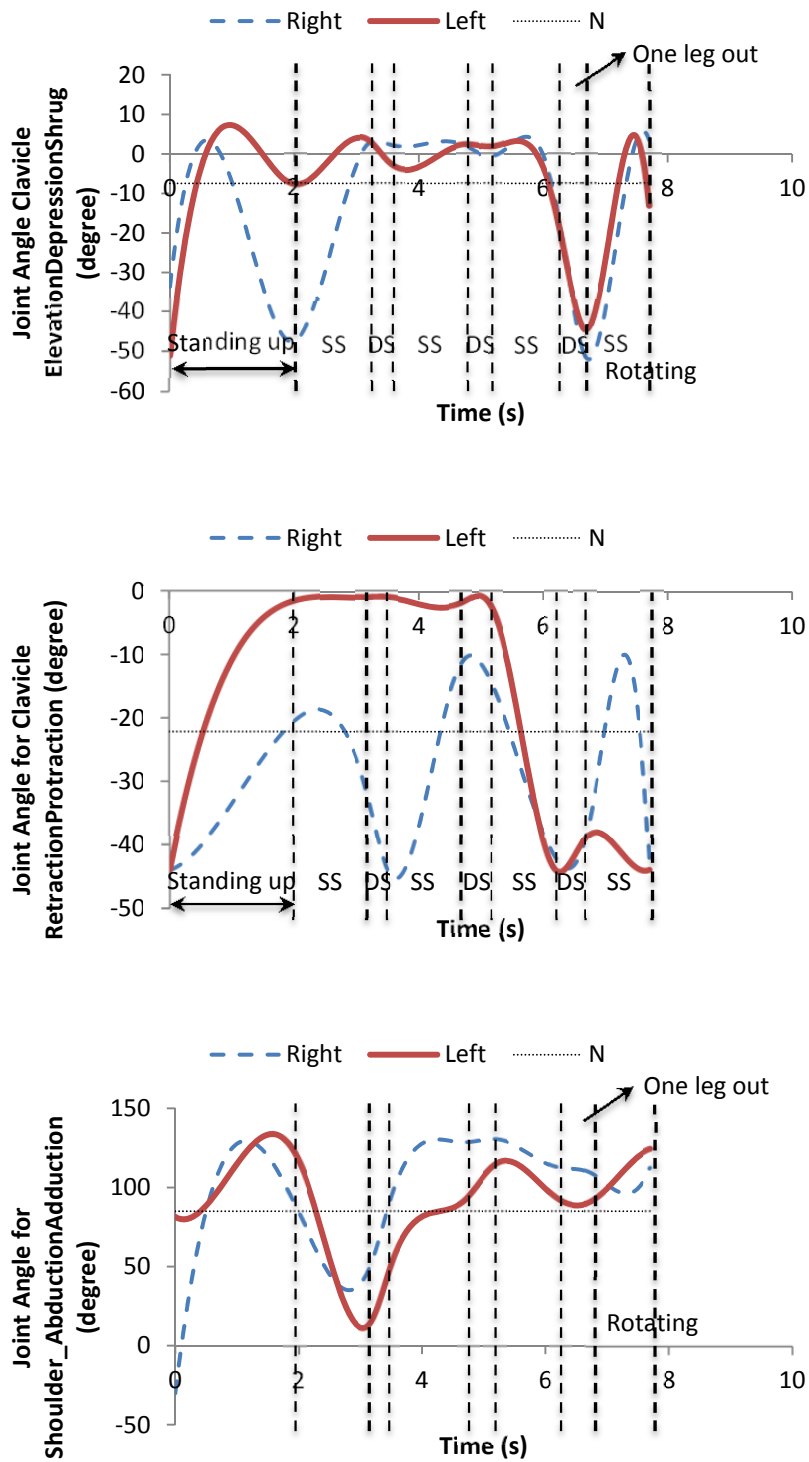 Right Left N
One leg out
20
10
0
-10
-20
-30
-40
-50
-60
0 2 4 6 8 10
Joint Angle Clavicle
ElevationDepressionShrug
(degree)
Standing up SS DS SS DS SS DS SS
Rotating
Time (s)
Right Left N
0
-10
-20
-30
-40
-50
0 2 4 6 8 10
Joint Angle for Clavicle
RetractionProtraction (degree)
Standing up SS DS SS DS SS DS SS
Time (s)
Right Left N
One leg out
150
100
50
0
-50
0 2 4 6 8 10
Joint Angle for
Shoulder_AbductionAdduction
(degree)
Rotating
Time (s)